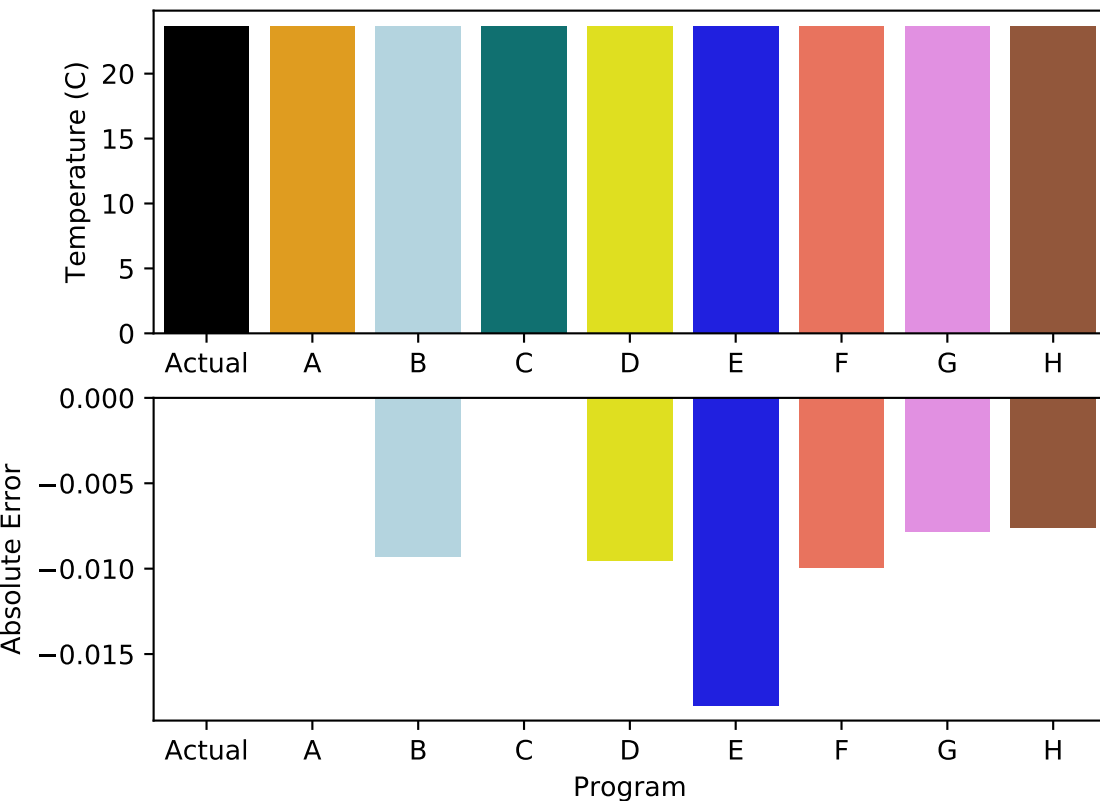 Temperature (C)
20
15
10
5
0
Actual A B C D E F G H
Absolute Error
0.000
−0.005
−0.010
−0.015
Actual A B C D E F G H
Program